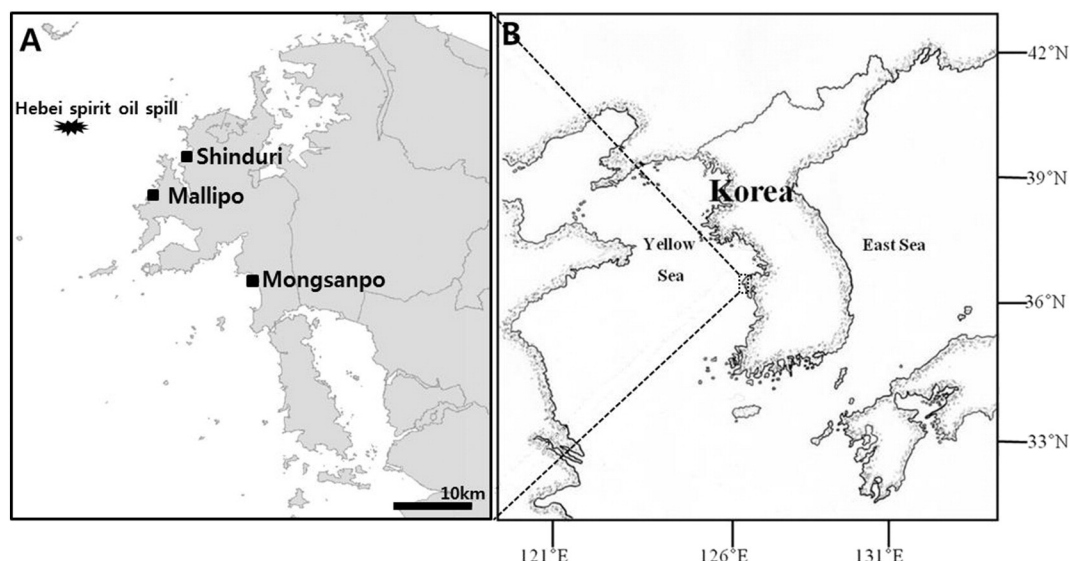 A
Hebei spirit oil spill
Shinduri
Mallipo
Mongsanpo
10km
B
Korea
Yellow
Sea
East Sea
42°N
39°N
36°N
33°N
121°E
126°E
131°E